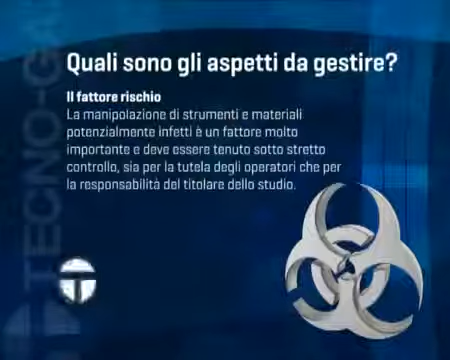 Quali sono gli aspetti da gestire?
Il fattore rischio
La manipolazione di strumenti e materiali
potenzialmente infetti è un fattore molto
importante e deve essere tenuto sotto stretto
controllo, sia per la tutela degli operatori che per
la responsabilità del titolare dello studio.
TECNO-GA